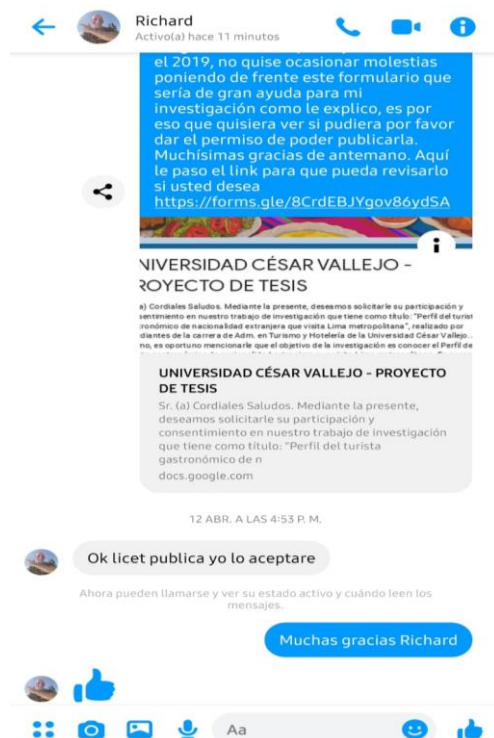 Richard
Activo(a) hace 11 minutos
el 2019, no quise ocasionar molestias
poniendo de frente este formulario que
sería de gran ayuda para mi
investigación como le explico, es por
eso que quisiera ver si pudiera por favor
dar el permiso de poder publicarla.
Muchísimas gracias de antemano. Aquí
le paso el link para que pueda revisarlo
si usted desea
https://forms.gle/8CrdEBJYgov86ydSA
NIVERSIDAD CÉSAR VALLEJO -
ROYECTO DE TESIS
a) Cordiales Saludos. Mediante la presente, deseamos solicitarle su participación y
sentimiento en nuestro trabajo de investigación que tiene como título: "Perfil del turist
ronómico de nacionalidad extranjera que visita Lima metropolitana", realizado por
diantes de la carrera de Adm. en Turismo y Hotelería de la Universidad César Vallejo.
mo, es oportuno mencionarle que el objetivo de la investigación es conocer el Perfil de
UNIVERSIDAD CÉSAR VALLEJO - PROYECTO
DE TESIS
Sr. (a) Cordiales Saludos. Mediante la presente,
deseamos solicitarle su participación y
consentimiento en nuestro trabajo de investigación
que tiene como título: "Perfil del turista
gastronómico de n
docs.google.com
12 ABR. A LAS 4:53 P. M.
Ok licet publica yo lo aceptare
Ahora pueden llamarse y ver su estado activo y cuándo leen los
mensajes.
Muchas gracias Richard
Aa